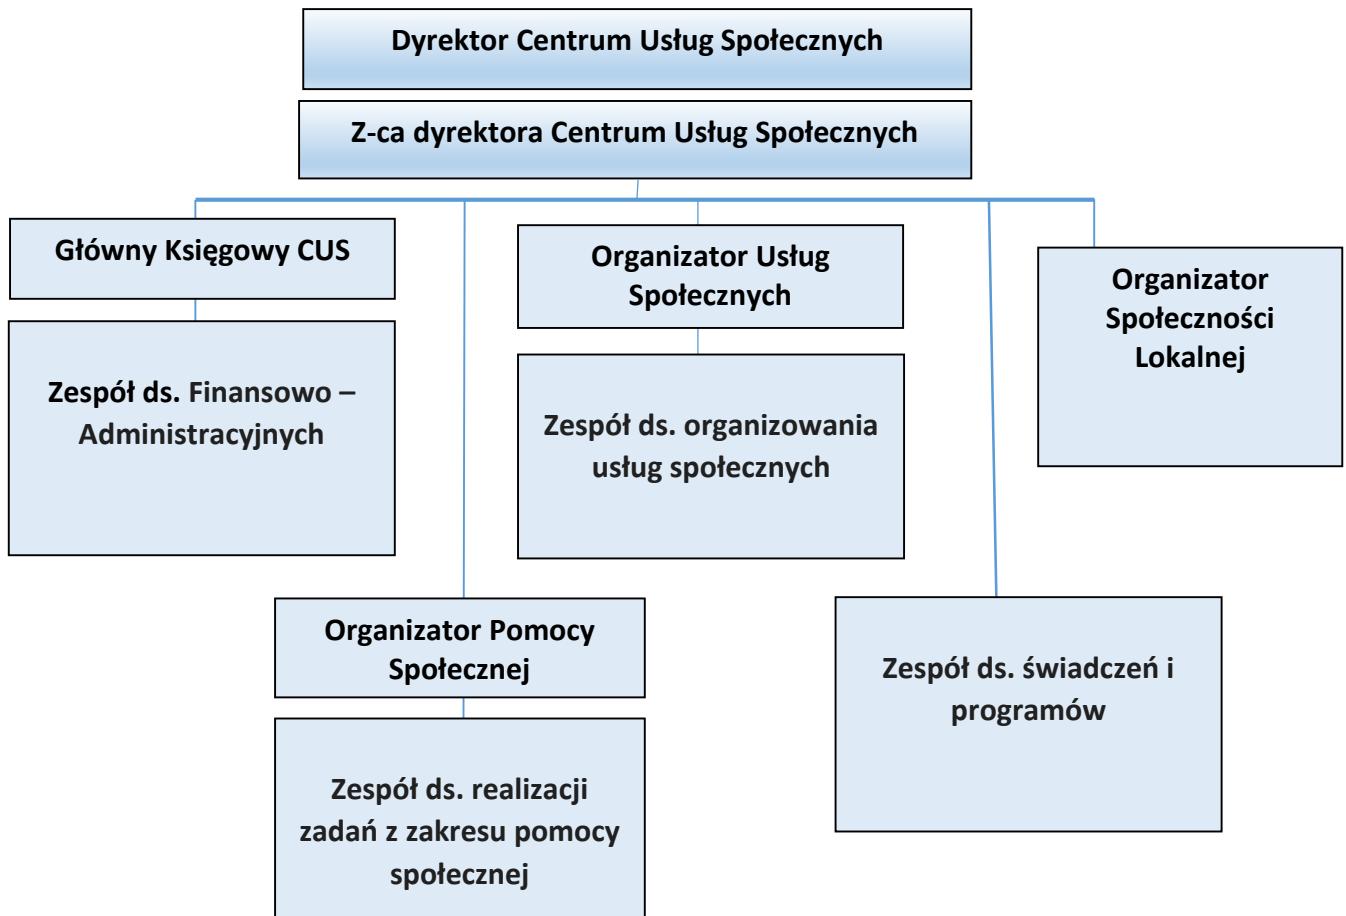 Dyrektor Centrum Usług Społecznych
Z-ca dyrektora Centrum Usług Społecznych
Główny Księgowy CUS
Zespół ds. Finansowo –
Administracyjnych
Organizator Usług
Społecznych
Zespół ds. organizowania
usług społecznych
Organizator
Społeczności
Lokalnej
Organizator Pomocy
Społecznej
Zespół ds. realizacji
zadań z zakresu pomocy
społecznej
Zespół ds. świadczeń i
programów